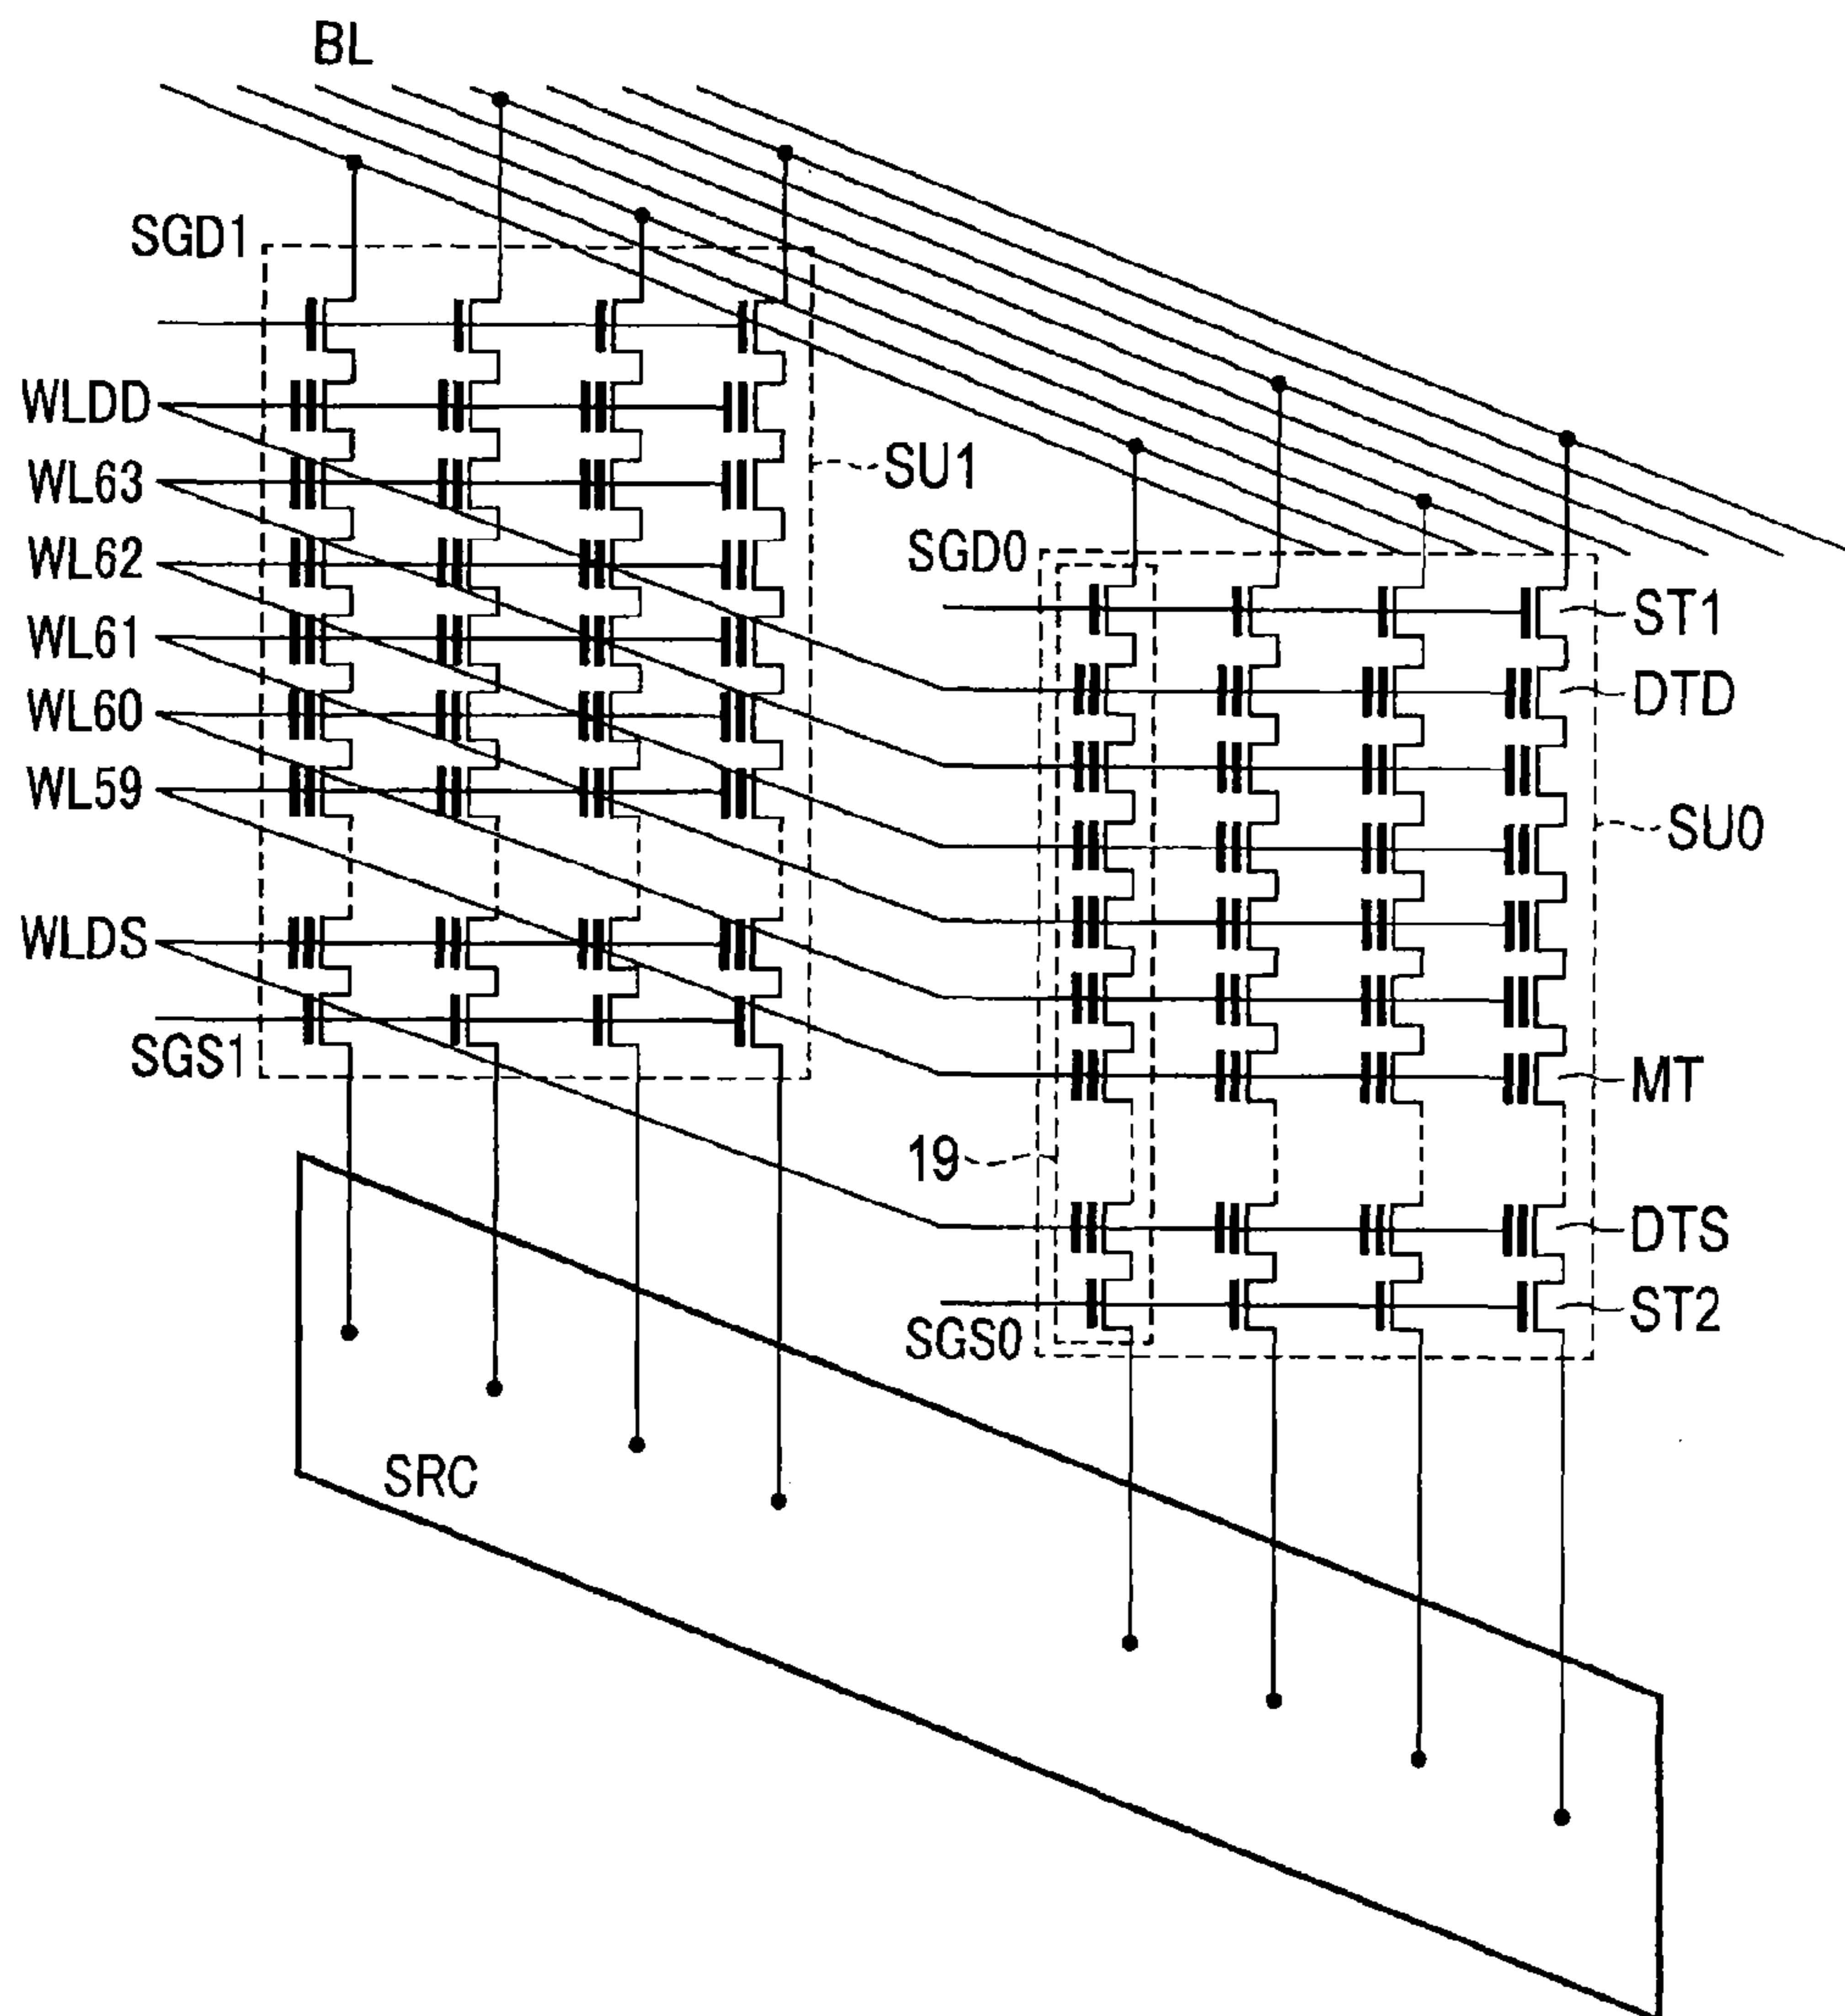 BL
SGD1
WLDD
WL63
SU1
WL62
SGD0
WL61
ST1
WL60
DTD
WL59
SU0
WLDS
SGS1
MT
19
DTS
SGS0
ST2
SRC